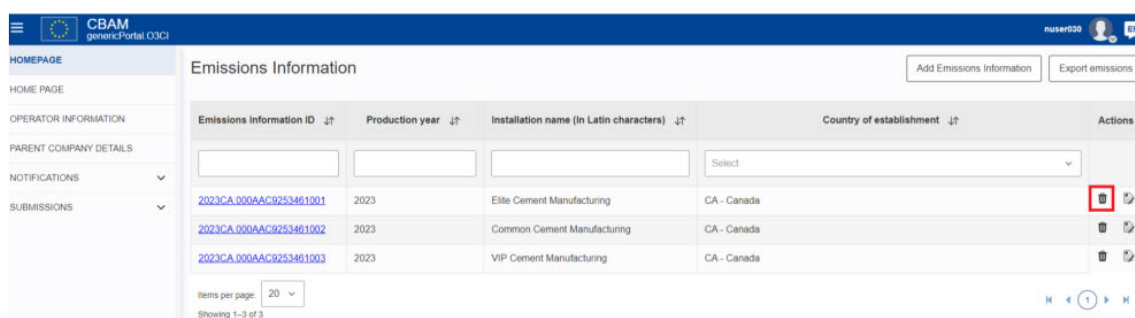 CBAM
genericPortal.O3CI
nuser030
HOMEPAGE
HOME PAGE
OPERATOR INFORMATION
PARENT COMPANY DETAILS
NOTIFICATIONS
SUBMISSIONS
Emissions Information
Add Emissions Information Export emissions
Emissions Information ID Production year Installation name (In Latin characters) Country of establishment Actions
Select
2023CA.000AAC9253461001 2023 Elite Cement Manufacturing CA - Canada
2023CA.000AAC9253461002 2023 Common Cement Manufacturing CA - Canada
2023CA.000AAC9253461003 2023 VIP Cement Manufacturing CA - Canada
Items per page: 20 1
Showing 1–3 of 3